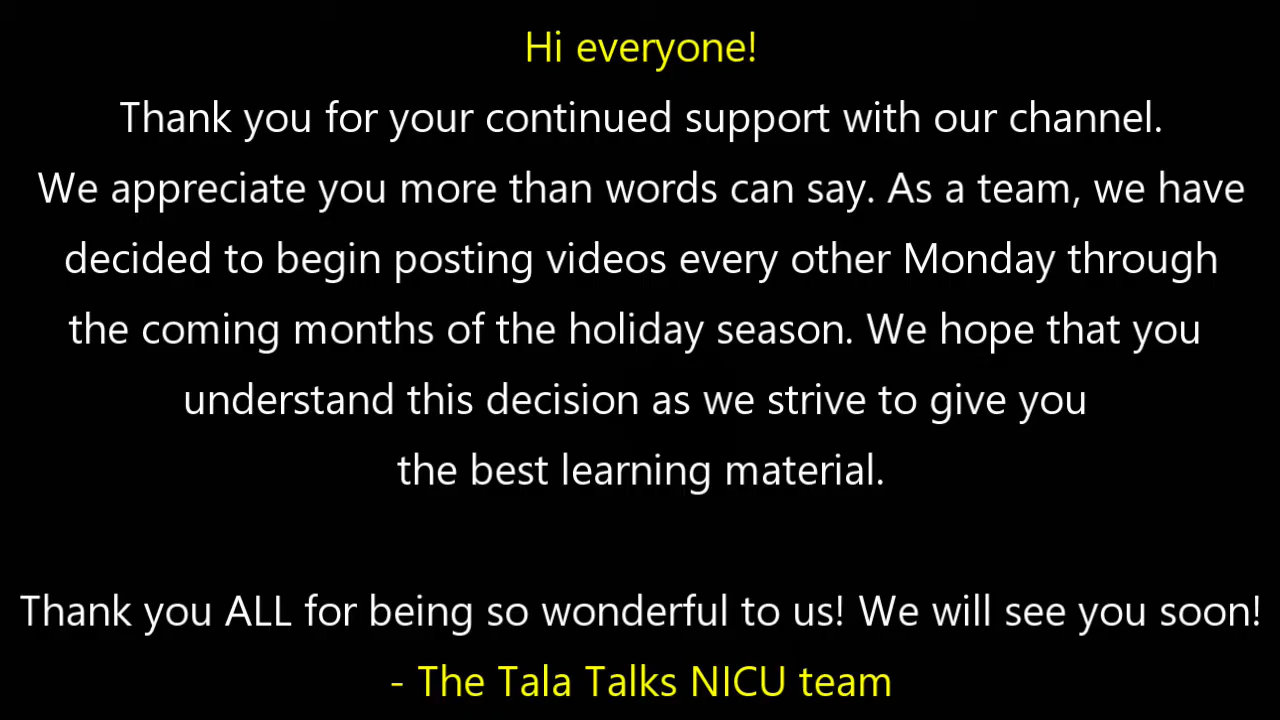 Hi everyone!
Thank you for your continued support with our channel.
We appreciate you more than words can say. As a team, we have
decided to begin posting videos every other Monday through
the coming months of the holiday season. We hope that you
understand this decision as we strive to give you
the best learning material.
Thank you ALL for being so wonderful to us! We will see you soon!
- The Tala Talks NICU team